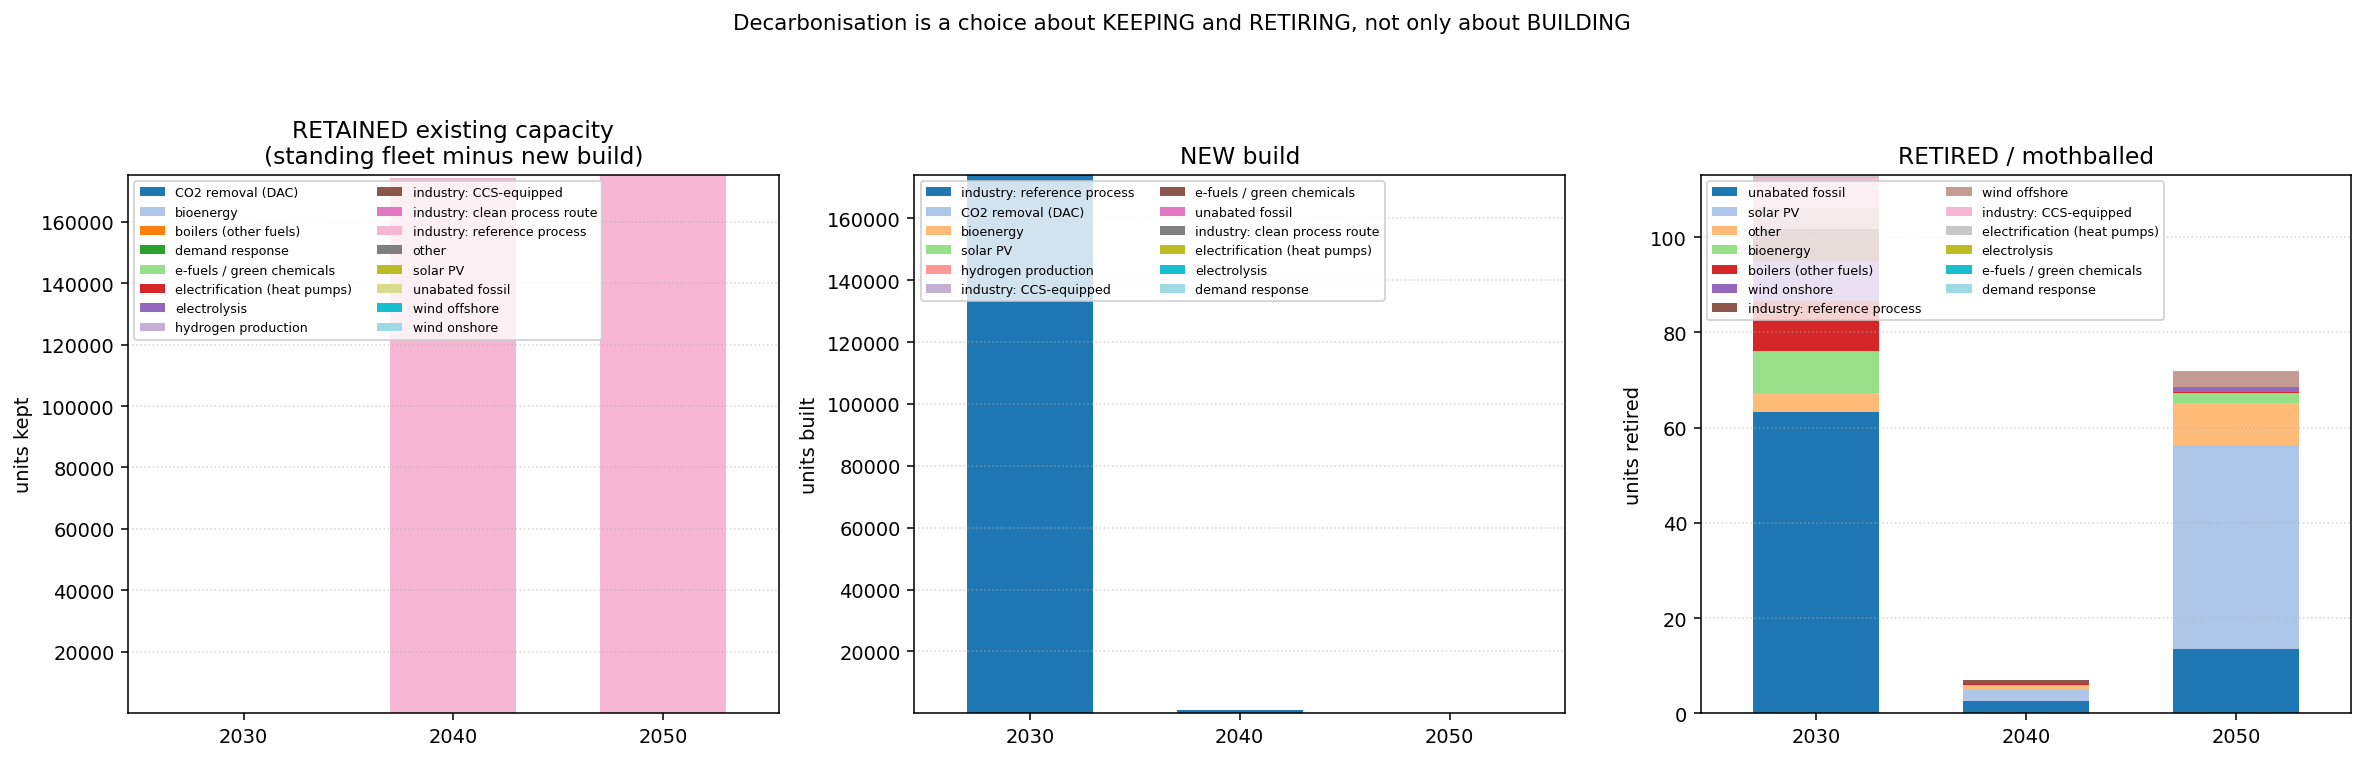 Decarbonisation is a choice about KEEPING and RETIRING, not only about BUILDING
RETAINED existing capacity
(standing fleet minus new build)
units kept
160000
140000
120000
100000
80000
60000
40000
20000
CO2 removal (DAC)
bioenergy
boilers (other fuels)
demand response
e-fuels / green chemicals
electrification (heat pumps)
electrolysis
hydrogen production
industry: CCS-equipped
industry: clean process route
industry: reference process
other
solar PV
unabated fossil
wind offshore
wind onshore
2030
2040
2050
NEW build
units built
160000
140000
120000
100000
80000
60000
40000
20000
industry: reference process
CO2 removal (DAC)
bioenergy
solar PV
hydrogen production
industry: CCS-equipped
e-fuels / green chemicals
unabated fossil
industry: clean process route
electrification (heat pumps)
electrolysis
demand response
2030
2040
2050
RETIRED / mothballed
units retired
100
80
60
40
20
0
unabated fossil
solar PV
other
bioenergy
boilers (other fuels)
wind onshore
industry: reference process
wind offshore
industry: CCS-equipped
electrification (heat pumps)
electrolysis
e-fuels / green chemicals
demand response
2030
2040
2050